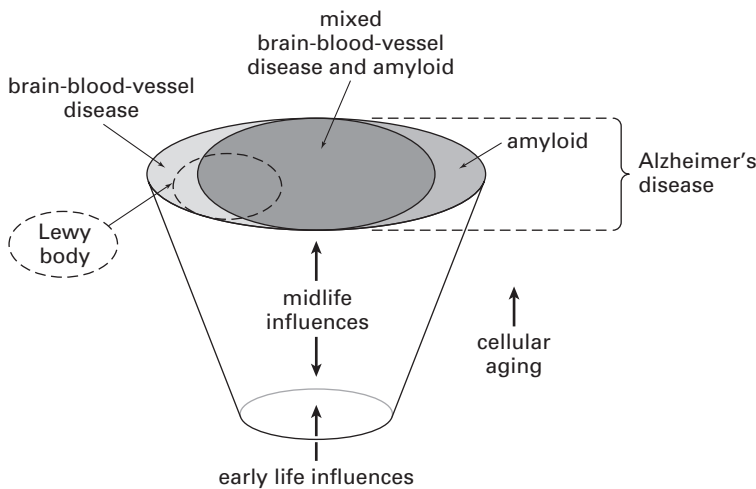 mixed
brain-blood-vessel
disease and amyloid
brain-blood-vessel
disease
amyloid
Alzheimer's
disease
Lewy
body
midlife
influences
cellular
aging
early life influences